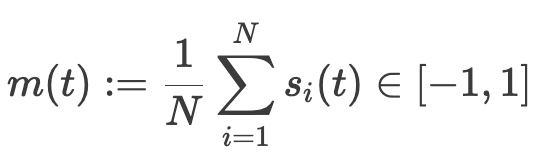 m(t) := \frac{1}{N} \sum_{i=1}^{N} s_i(t) \in [-1, 1]